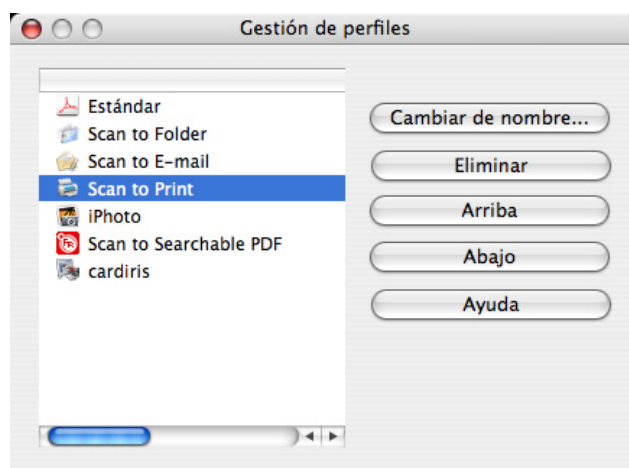 Gestión de perfiles
Estándar
Scan to Folder
Scan to E-mail
Scan to Print
iPhoto
Scan to Searchable PDF
cardiris
Cambiar de nombre...
Eliminar
Arriba
Abajo
Ayuda